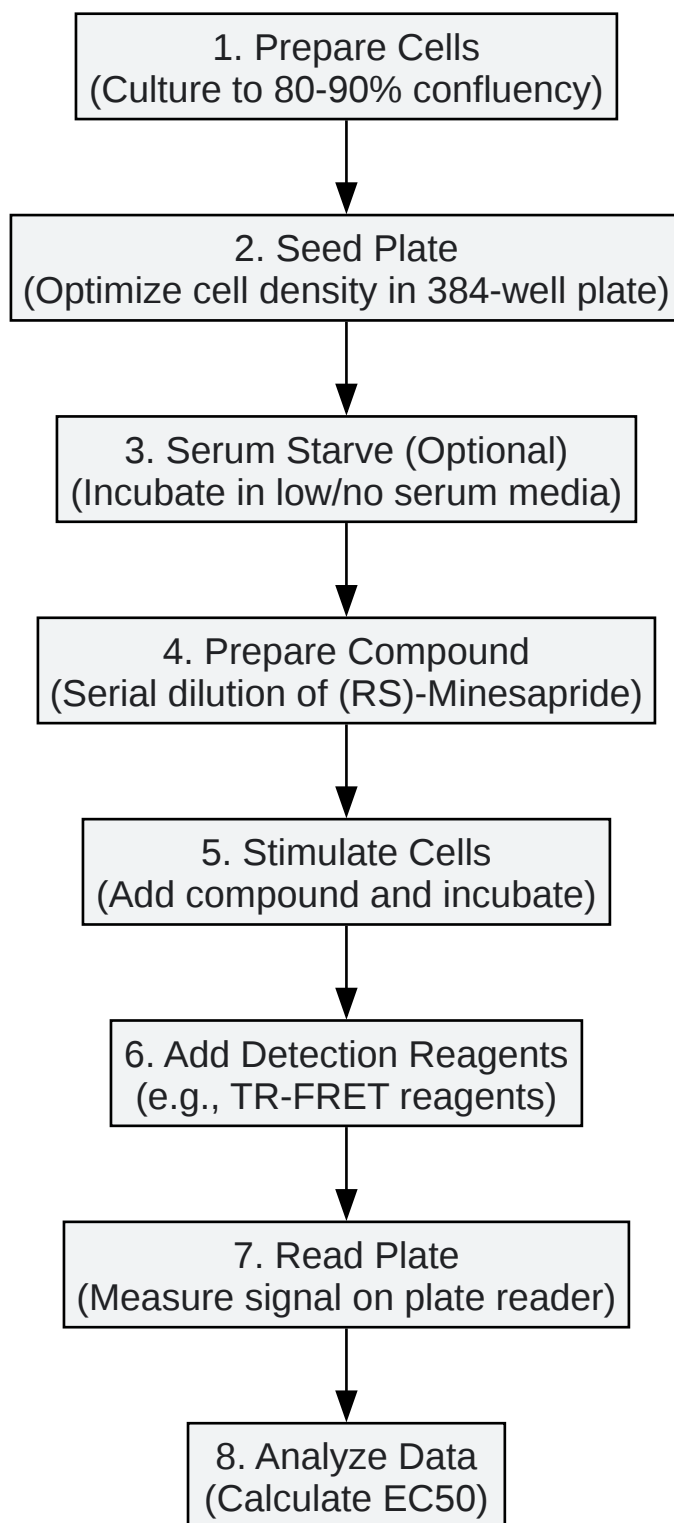 1. Prepare Cells
(Culture to 80-90% confluency)
2. Seed Plate
(Optimize cell density in 384-well plate)
3. Serum Starve (Optional)
(Incubate in low/no serum media)
4. Prepare Compound
(Serial dilution of (RS)-Minesapride)
5. Stimulate Cells
(Add compound and incubate)
6. Add Detection Reagents
(e.g., TR-FRET reagents)
7. Read Plate
(Measure signal on plate reader)
8. Analyze Data
(Calculate EC50)